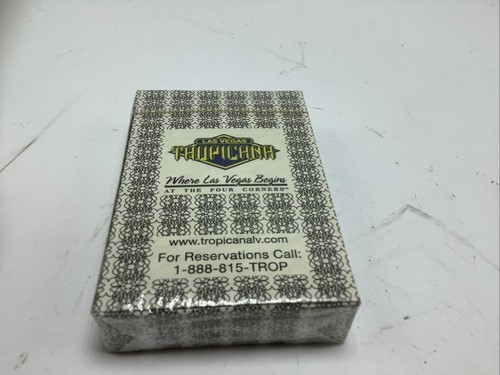 LAS VEGAS
TROPICANA
Where Las Vegas Begins
AT THE FOUR CORNERS℠
www.tropicanalv.com
For Reservations Call:
1-888-815-TROP